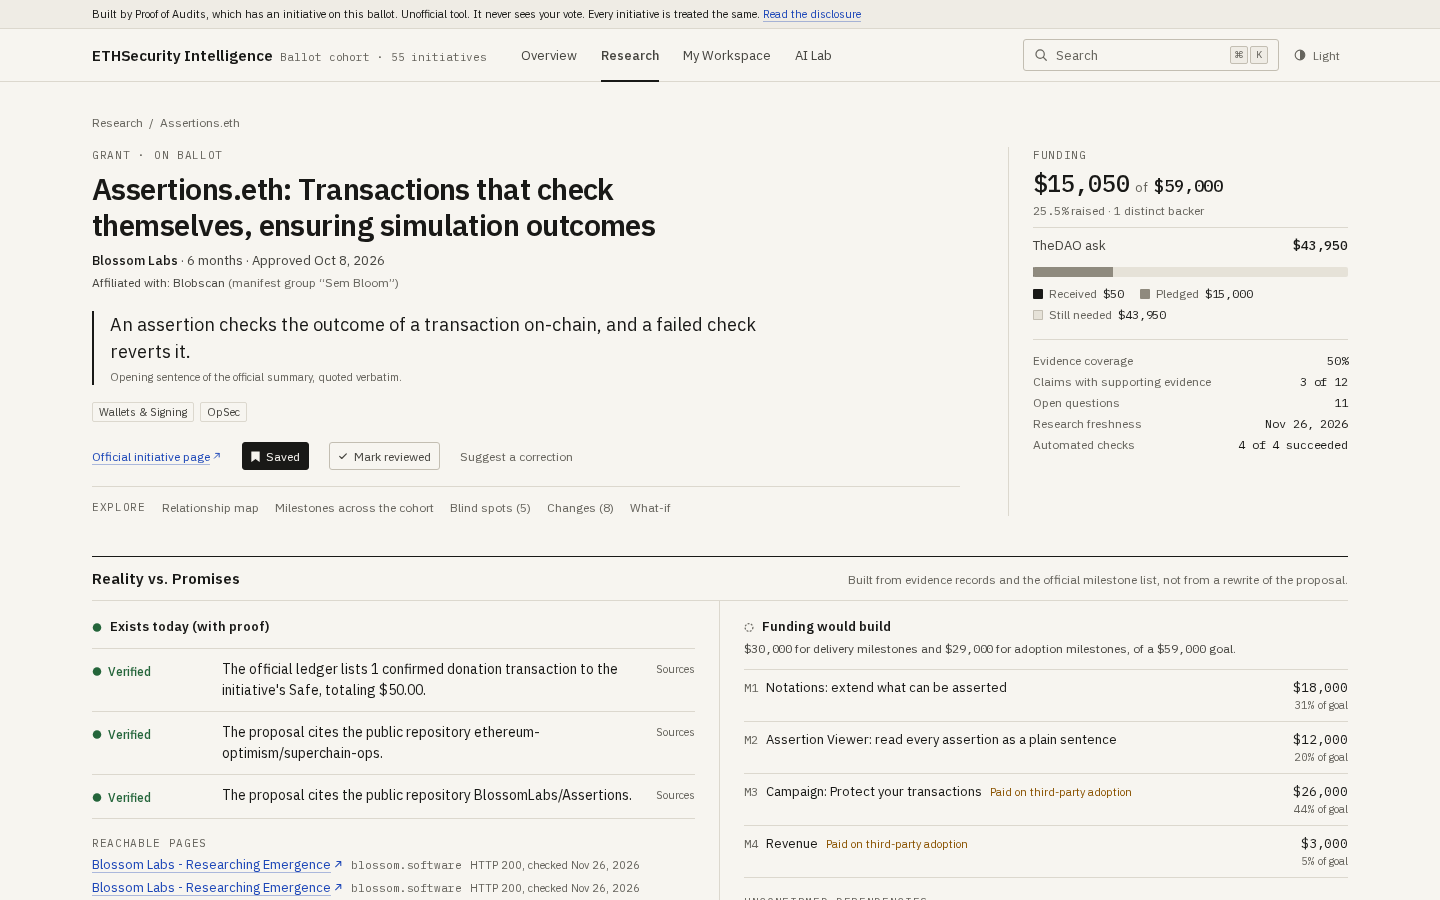 Built by Proof of Audits, which has an initiative on this ballot. Unofficial tool. It never sees your vote. Every initiative is treated the same. Read the disclosure
ETHSecurity Intelligence Ballot cohort · 55 initiatives Overview Research My Workspace AI Lab Search ⌘ K Light
Research / Assertions.eth
GRANT · ON BALLOT
Assertions.eth: Transactions that check
themselves, ensuring simulation outcomes
Blossom Labs · 6 months · Approved Oct 8, 2026
Affiliated with: Blobscan (manifest group “Sem Bloom”)
An assertion checks the outcome of a transaction on-chain, and a failed check
reverts it.
Opening sentence of the official summary, quoted verbatim.
Wallets & Signing OpSec
Official initiative page ↗ Saved Mark reviewed Suggest a correction
EXPLORE Relationship map Milestones across the cohort Blind spots (5) Changes (8) What-if
FUNDING
$15,050 of $59,000
25.5% raised · 1 distinct backer
TheDAO ask $43,950
Received $50 Pledged $15,000
Still needed $43,950
Evidence coverage 50%
Claims with supporting evidence 3 of 12
Open questions 11
Research freshness Nov 26, 2026
Automated checks 4 of 4 succeeded
Reality vs. Promises Built from evidence records and the official milestone list, not from a rewrite of the proposal.
Exists today (with proof)
Verified The official ledger lists 1 confirmed donation transaction to the Sources
initiative's Safe, totaling $50.00.
Verified The proposal cites the public repository ethereum- Sources
optimism/superchain-ops.
Verified The proposal cites the public repository BlossomLabs/Assertions. Sources
REACHABLE PAGES
Blossom Labs - Researching Emergence ↗ blossom.software HTTP 200, checked Nov 26, 2026
Blossom Labs - Researching Emergence ↗ blossom.software HTTP 200, checked Nov 26, 2026
Funding would build
$30,000 for delivery milestones and $29,000 for adoption milestones, of a $59,000 goal.
M1 Notations: extend what can be asserted $18,000
31% of goal
M2 Assertion Viewer: read every assertion as a plain sentence $12,000
20% of goal
M3 Campaign: Protect your transactions Paid on third-party adoption $26,000
44% of goal
M4 Revenue Paid on third-party adoption $3,000
5% of goal
UNCONFIRMED DEPENDENCIES